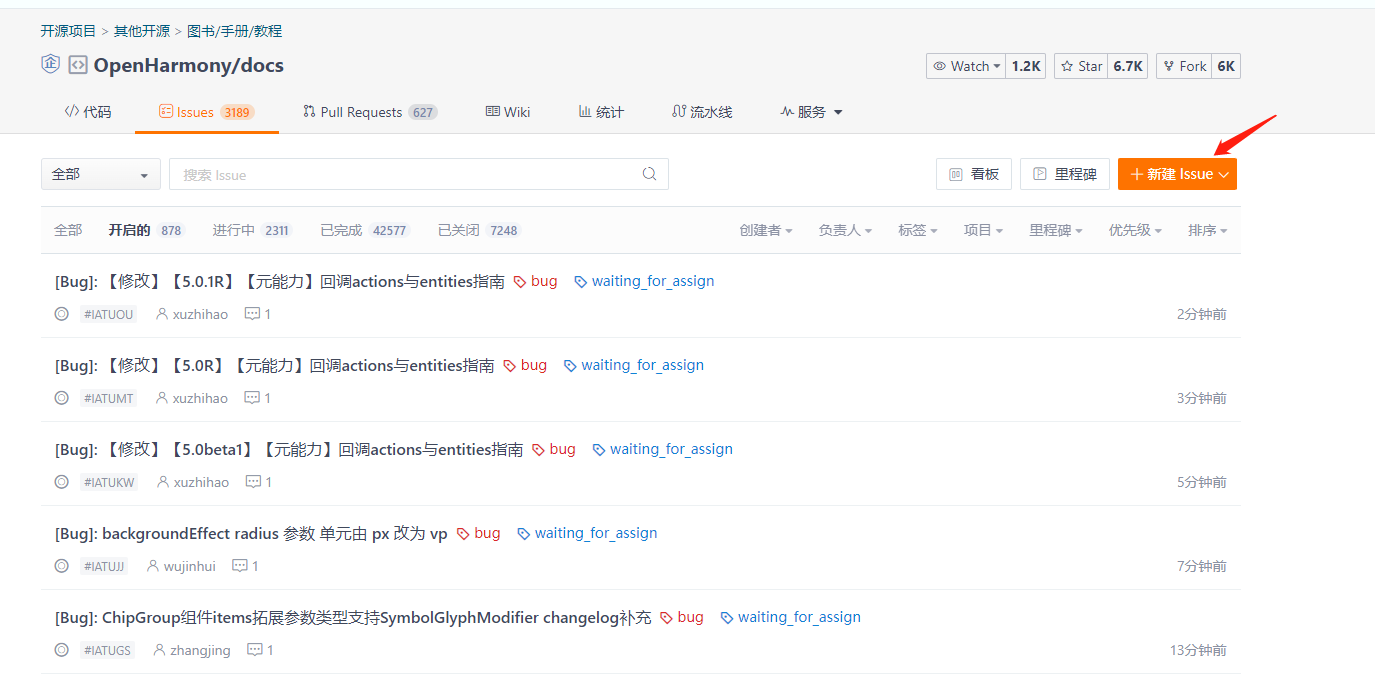 开源项目 > 其他开源 > 图书/手册/教程
企 OpenHarmony/docs Watch 1.2K Star 6.7K Fork 6K
代码 Issues 3189 Pull Requests 627 Wiki 统计 流水线 服务
全部 搜索 Issue 看板 里程碑 + 新建 Issue
全部 开启的 878 进行中 2311 已完成 42577 已关闭 7248 创建者 负责人 标签 项目 里程碑 优先级 排序
[Bug]: 【修改】【5.0.1R】【元能力】回调actions与entities指南 bug waiting_for_assign
#IATUOU xuzhihao 1 2分钟前
[Bug]: 【修改】【5.0R】【元能力】回调actions与entities指南 bug waiting_for_assign
#IATUMT xuzhihao 1 3分钟前
[Bug]: 【修改】【5.0beta1】【元能力】回调actions与entities指南 bug waiting_for_assign
#IATUKW xuzhihao 1 5分钟前
[Bug]: backgroundEffect radius 参数 单元由 px 改为 vp bug waiting_for_assign
#IATUJJ wujinhui 1 7分钟前
[Bug]: ChipGroup组件items拓展参数类型支持SymbolGlyphModifier changelog补充 bug waiting_for_assign
#IATUGS zhangjing 1 13分钟前